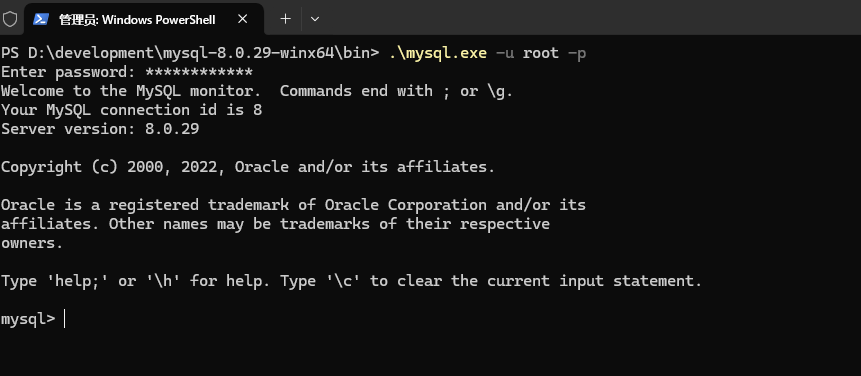 管理员: Windows PowerShell
PS D:\development\mysql-8.0.29-winx64\bin> .\mysql.exe -u root -p
Enter password: ************
Welcome to the MySQL monitor.  Commands end with ; or \g.
Your MySQL connection id is 8
Server version: 8.0.29
Copyright (c) 2000, 2022, Oracle and/or its affiliates.
Oracle is a registered trademark of Oracle Corporation and/or its
affiliates. Other names may be trademarks of their respective
owners.
Type 'help;' or '\h' for help. Type '\c' to clear the current input statement.
mysql>